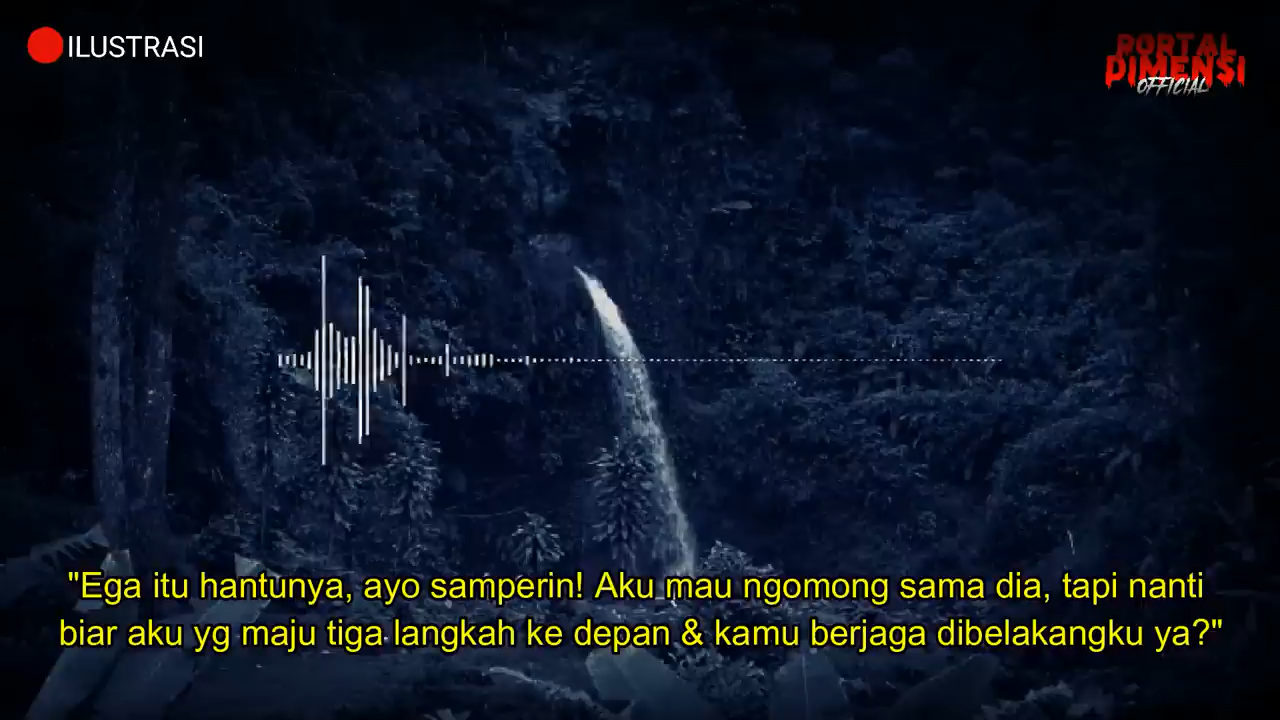 ILUSTRASI
PORTAL
DIMENSI
OFFICIAL
"Ega itu hantunya, ayo samperin! Aku mau ngomong sama dia, tapi nanti
biar aku yg maju tiga langkah ke depan & kamu berjaga dibelakangku ya?"